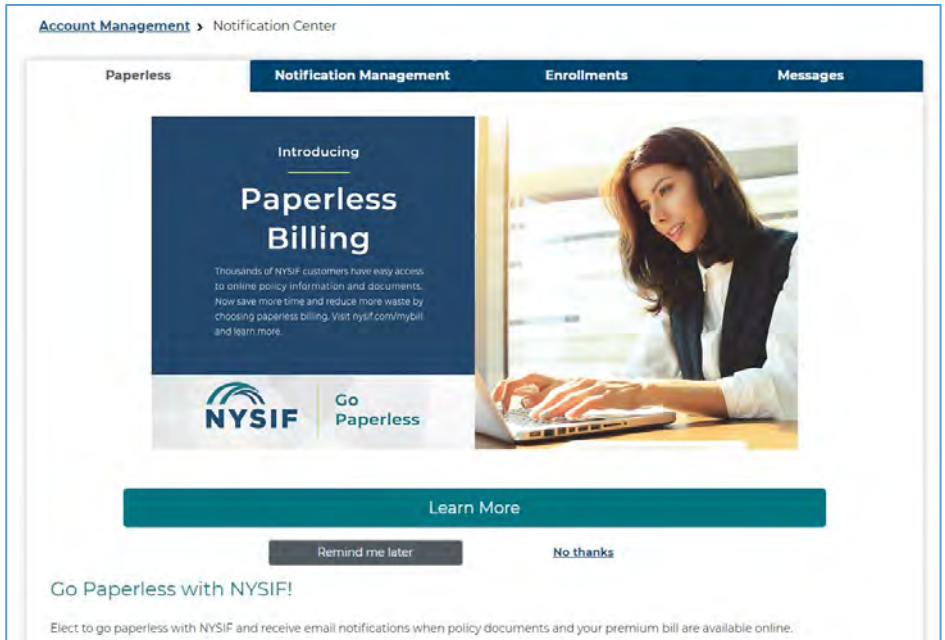 Account Management > Notification Center
Paperless Notification Management Enrollments Messages
Introducing
Paperless
Billing
Thousands of NYSIF customers have easy access
to online policy information and documents.
Now save more time and reduce more waste by
choosing paperless billing. Visit nysif.com/mybill
and learn more.
NYSIF
Go
Paperless
Learn More
Remind me later No thanks
Go Paperless with NYSIF!
Elect to go paperless with NYSIF and receive email notifications when policy documents and your premium bill are available online.